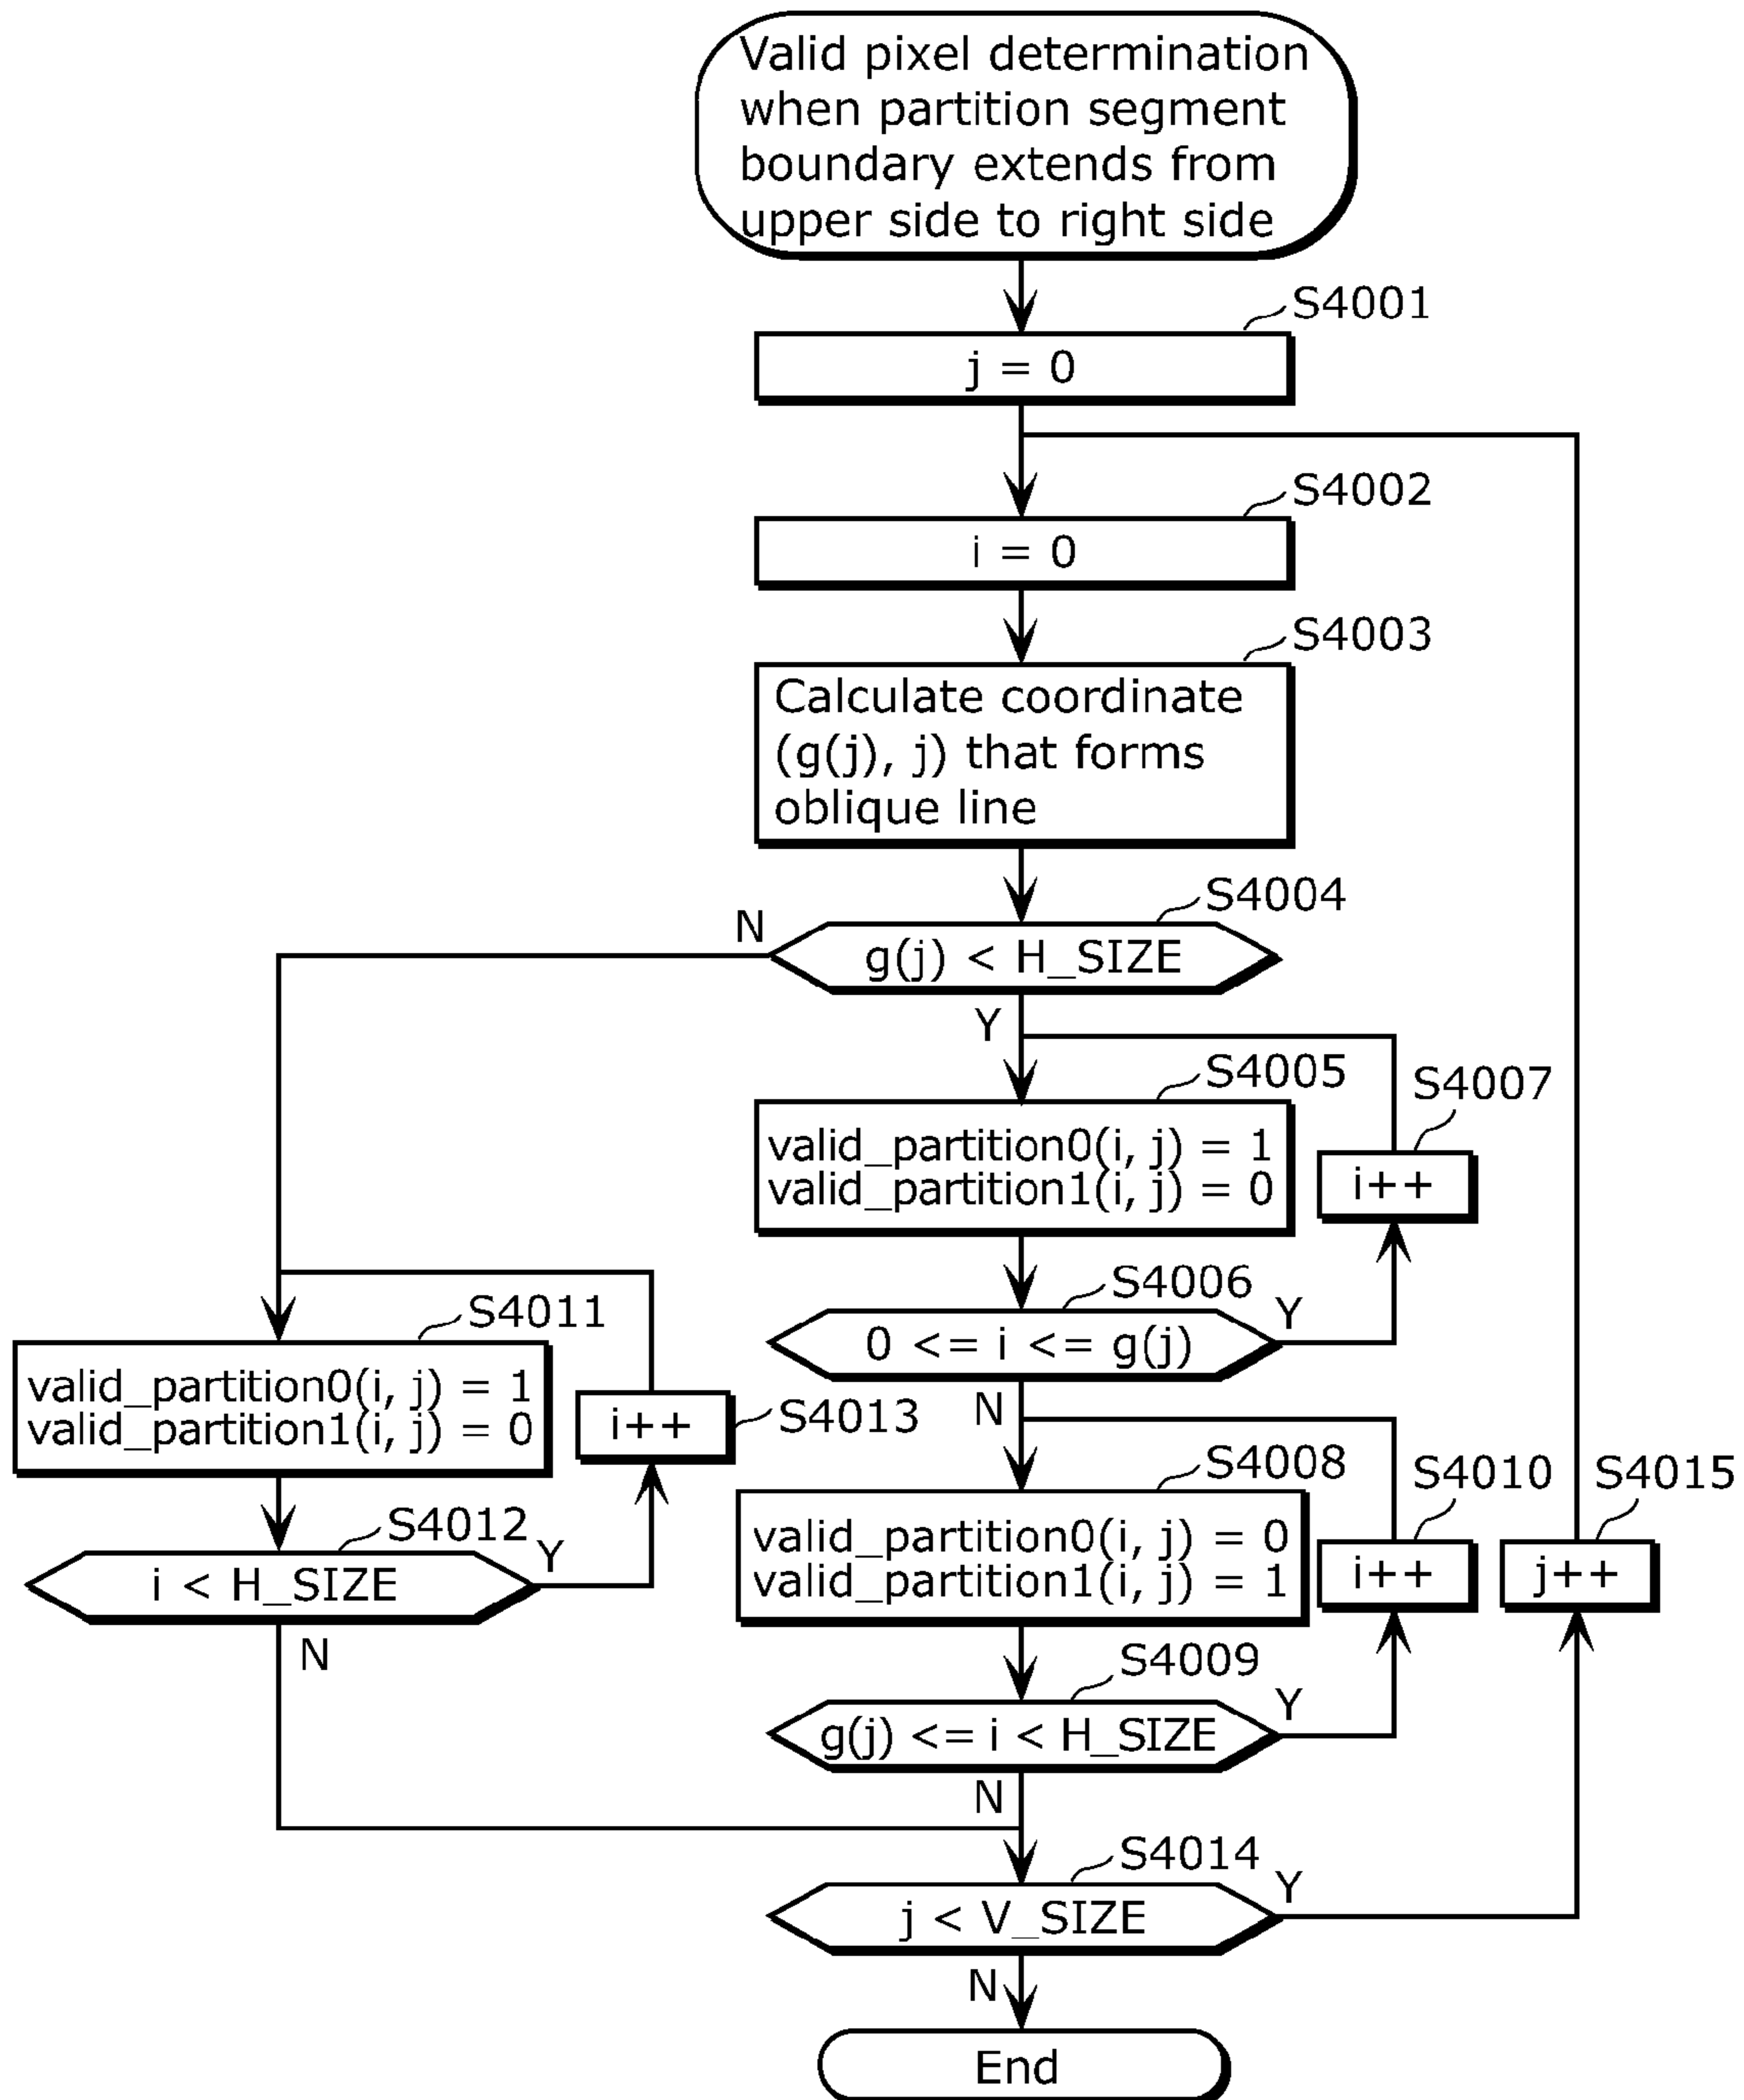 Valid pixel determination
when partition segment
boundary extends from
upper side to right side
S4001
j = 0
S4002
i = 0
S4003
Calculate coordinate
(g(j), j) that forms
oblique line
S4004
N
g(j) < H_SIZE
Y
S4005
S4007
valid_partition0(i, j) = 1
valid_partition1(i, j) = 0
i++
S4006
Y
0 <= i <= g(j)
N
S4011
valid_partition0(i, j) = 1
valid_partition1(i, j) = 0
i++
S4013
S4012
Y
i < H_SIZE
N
S4008
S4010
S4015
valid_partition0(i, j) = 0
valid_partition1(i, j) = 1
i++
j++
S4009
Y
g(j) <= i < H_SIZE
N
S4014
Y
j < V_SIZE
N
End